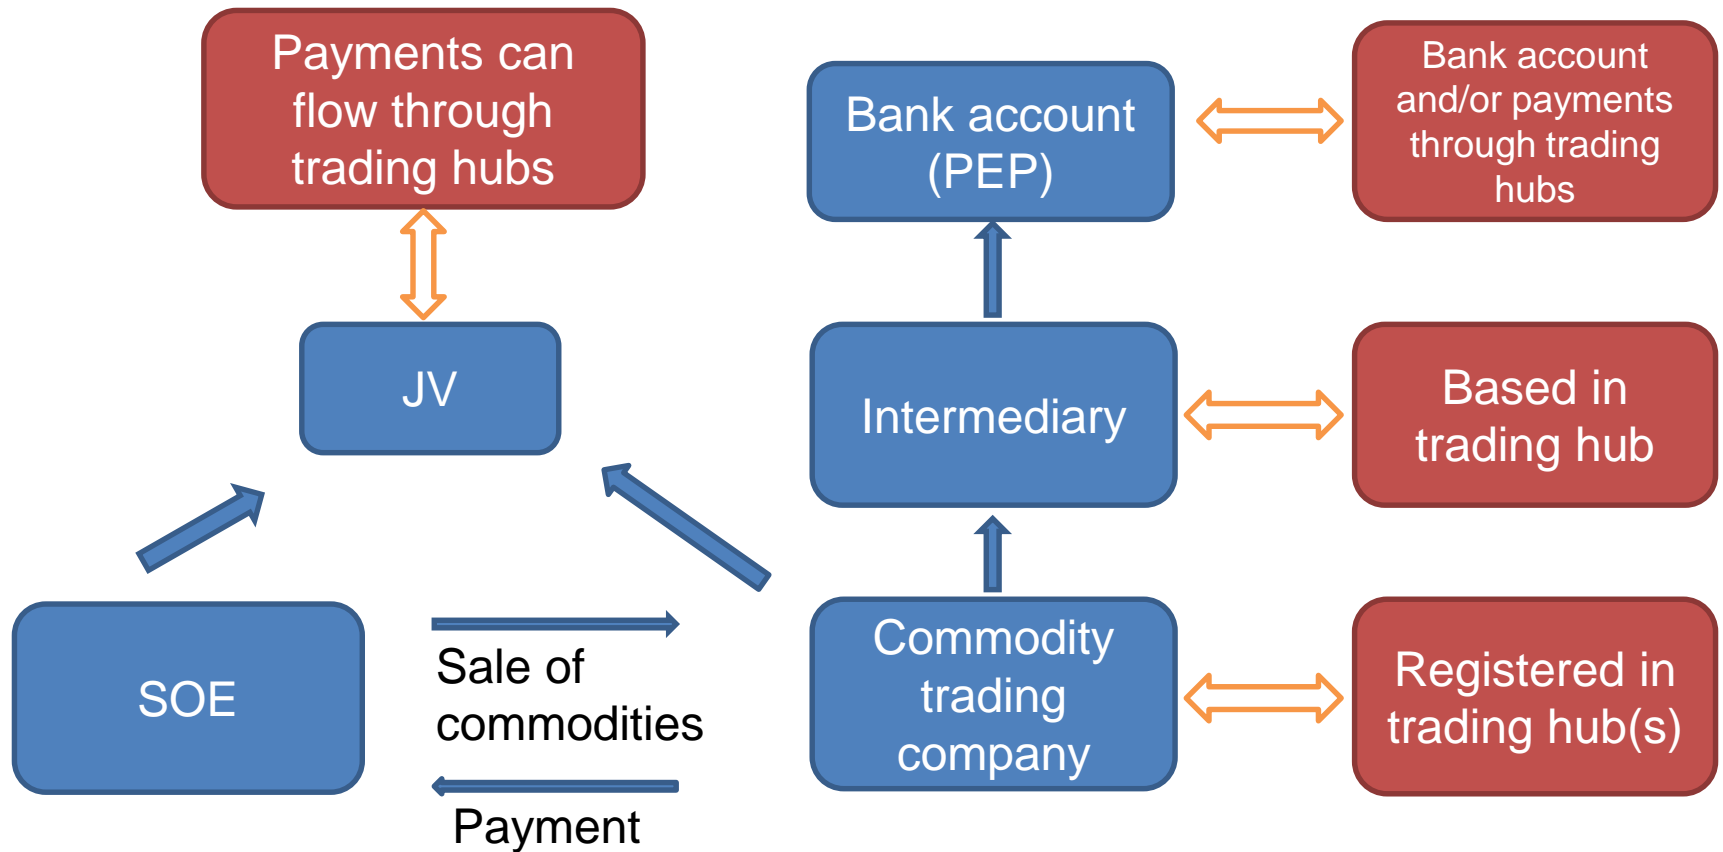 Payments can
flow through
trading hubs
Bank account
(PEP)
Bank account
and/or payments
through trading
hubs
JV
Intermediary
Based in
trading hub
SOE
Sale of
commodities
Payment
Commodity
trading
company
Registered in
trading hub(s)